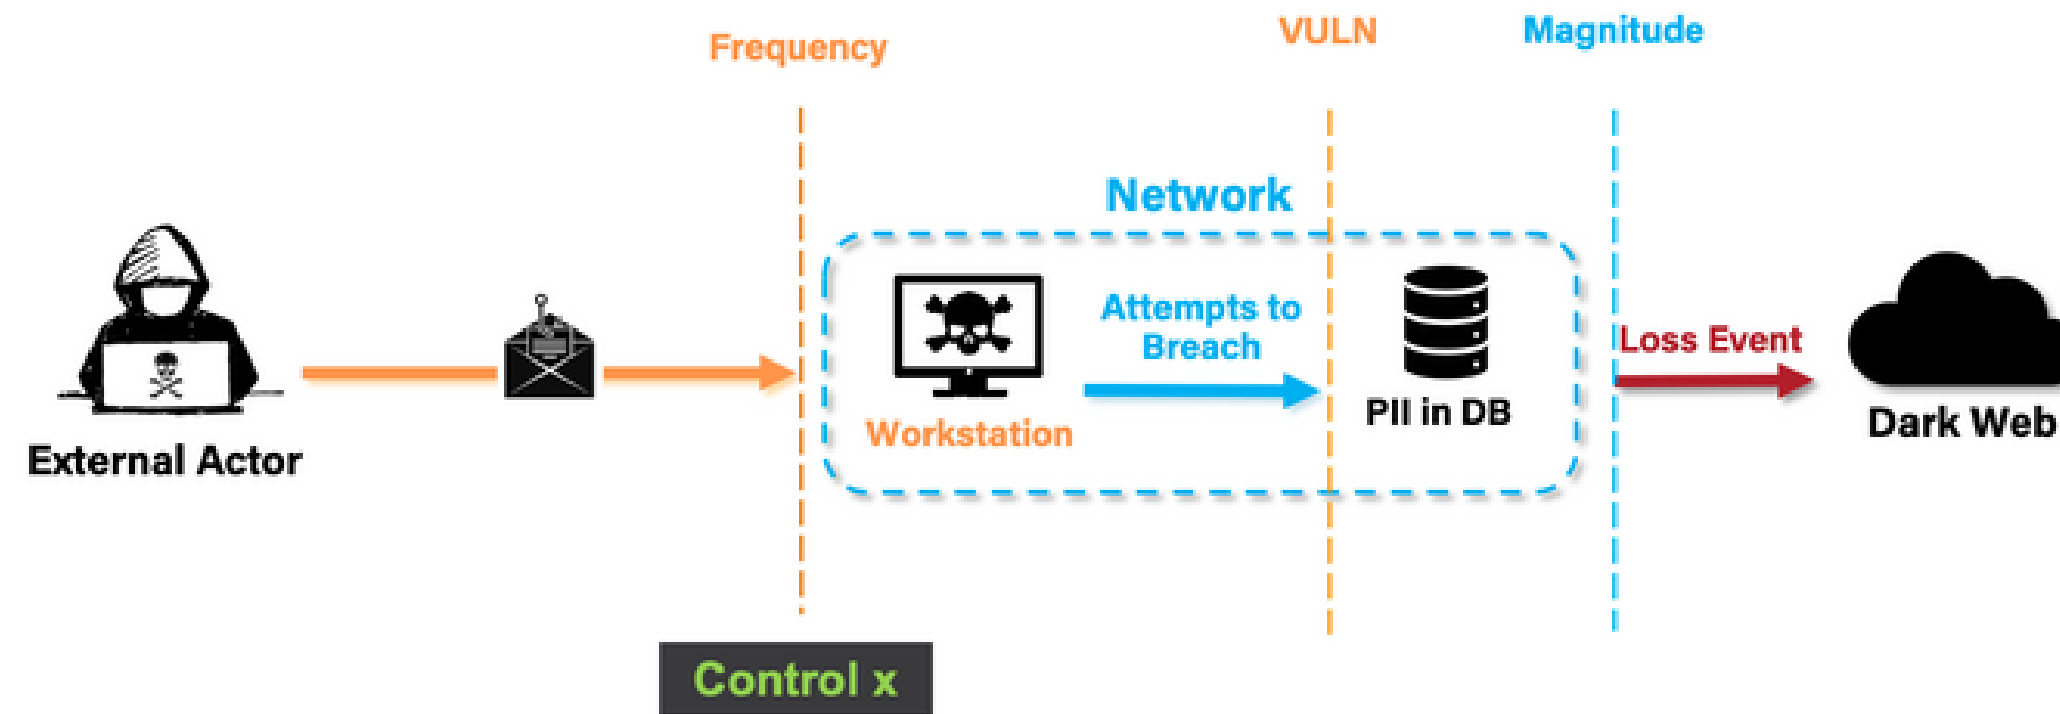 Frequency
VULN
Magnitude
Network
Attempts to
Breach
Loss Event
PII in DB
Dark Web
Workstation
External Actor
Control x